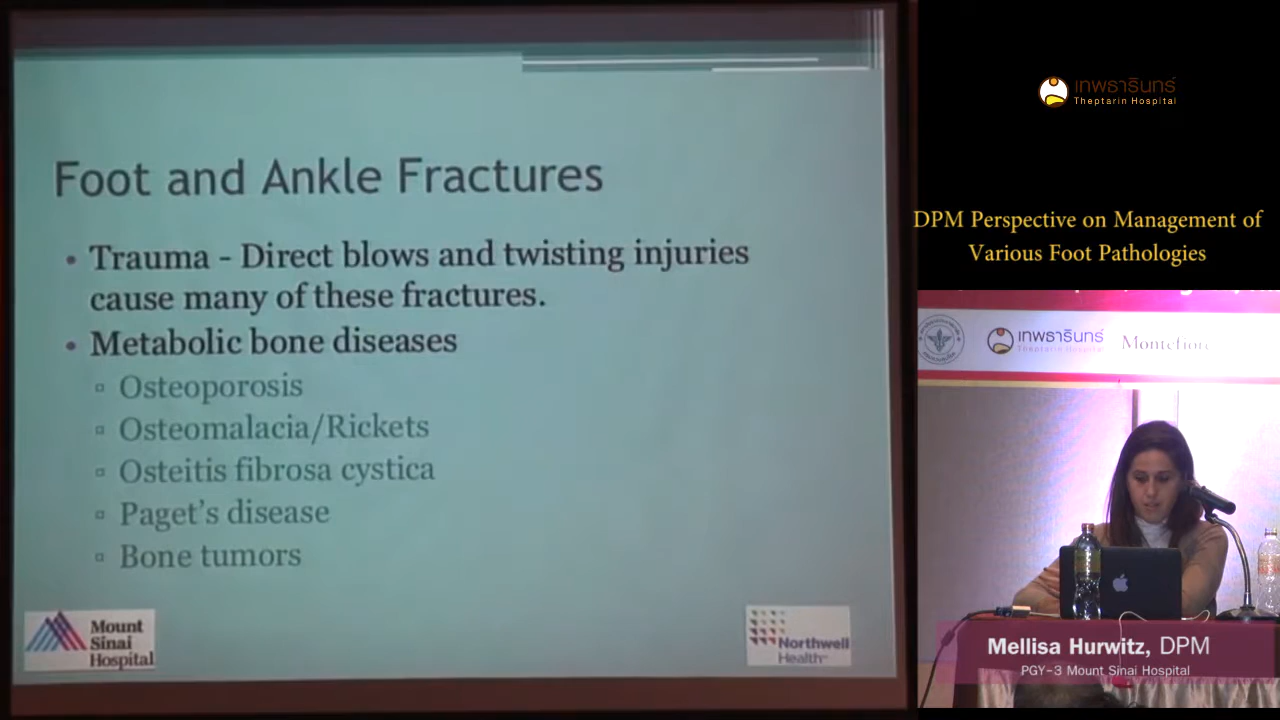 Foot and Ankle Fractures
• Trauma – Direct blows and twisting injuries
cause many of these fractures.
• Metabolic bone diseases
▫ Osteoporosis
▫ Osteomalacia/Rickets
▫ Osteitis fibrosa cystica
▫ Paget's disease
▫ Bone tumors
Mount
Sinai
Hospital
Northwell
Health
เทพธารินทร์
Theptarin Hospital
DPM Perspective on Management of
Various Foot Pathologies
เทพธารินทร์
Theptarin Hospital
Montefiore
Mellisa Hurwitz, DPM
PGY-3 Mount Sinai Hospital